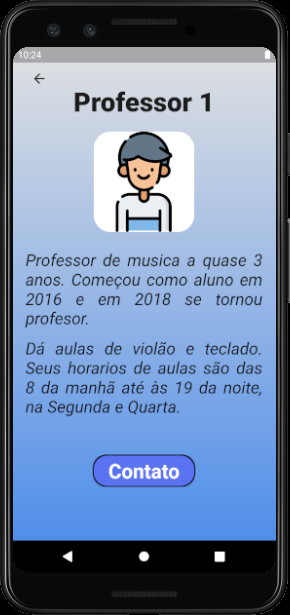 10:24
Professor 1
Professor de musica a quase 3
anos. Começou como aluno em
2016 e em 2018 se tornou
profesor.
Dá aulas de violão e teclado.
Seus horarios de aulas são das
8 da manhã até às 19 da noite,
na Segunda e Quarta.
Contato